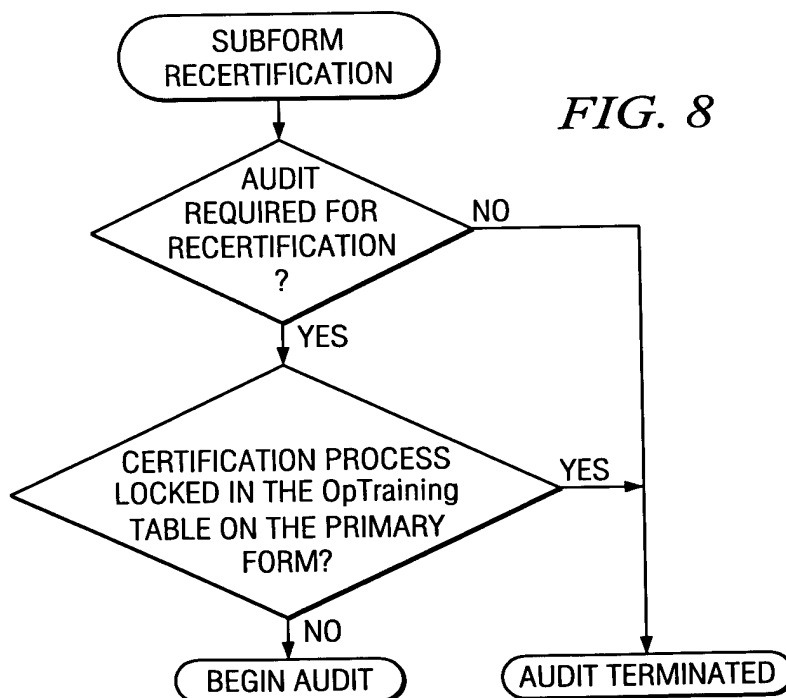 SUBFORM
RECERTIFICATION
FIG. 8
AUDIT
REQUIRED FOR
RECERTIFICATION
?
NO
YES
CERTIFICATION PROCESS
LOCKED IN THE OpTraining
TABLE ON THE PRIMARY
FORM?
YES
NO
BEGIN AUDIT
AUDIT TERMINATED